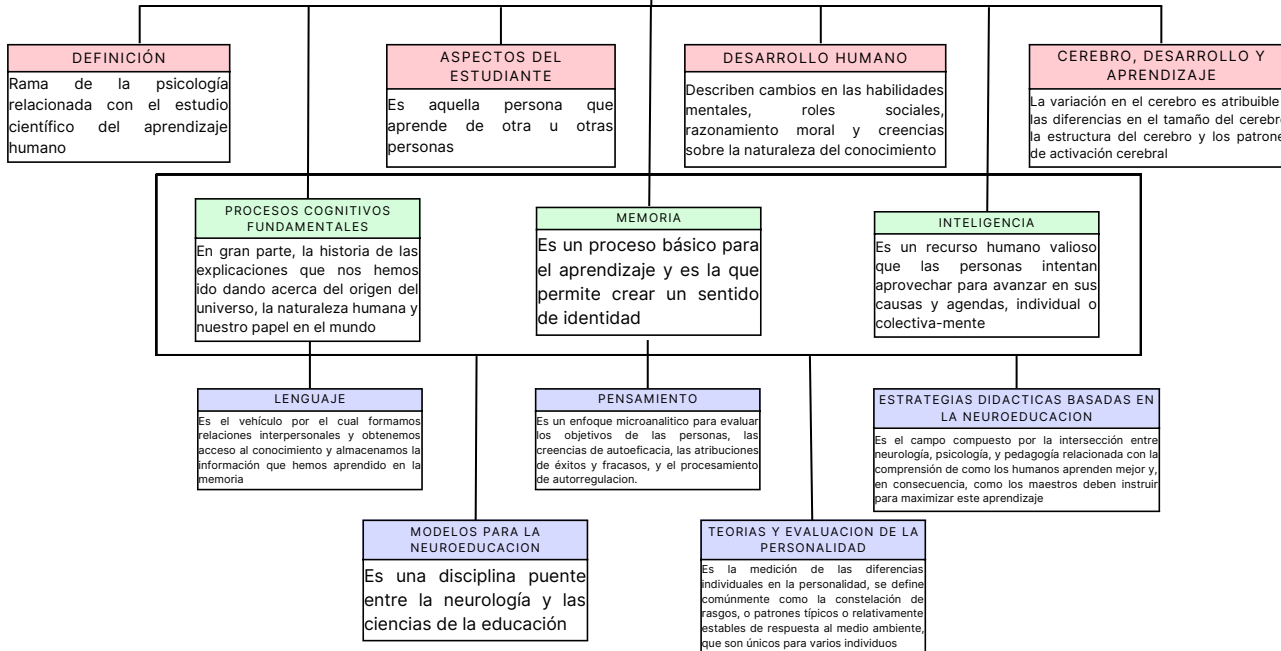 DEFINICIÓN
Rama de la psicología
relacionada con el estudio
científico del aprendizaje
humano
ASPECTOS DEL
ESTUDIANTE
Es aquella persona que
aprende de otra u otras
personas
DESARROLLO HUMANO
Describen cambios en las habilidades
mentales, roles sociales,
razonamiento moral y creencias
sobre la naturaleza del conocimiento
CEREBRO, DESARROLLO Y
APRENDIZAJE
La variación en el cerebro es atribuible
las diferencias en el tamaño del cerebro
la estructura del cerebro y los patrone
de activación cerebral
PROCESOS COGNITIVOS
FUNDAMENTALES
En gran parte, la historia de las
explicaciones que nos hemos
ido dando acerca del origen del
universo, la naturaleza humana y
nuestro papel en el mundo
MEMORIA
Es un proceso básico para
el aprendizaje y es la que
permite crear un sentido
de identidad
INTELIGENCIA
Es un recurso humano valioso
que las personas intentan
aprovechar para avanzar en sus
causas y agendas, individual o
colectiva-mente
LENGUAJE
Es el vehículo por el cual formamos
relaciones interpersonales y obtenemos
acceso al conocimiento y almacenamos la
información que hemos aprendido en la
memoria
PENSAMIENTO
Es un enfoque microanalitico para evaluar
los objetivos de las personas, las
creencias de autoeficacia, las atribuciones
de éxitos y fracasos, y el procesamiento
de autorregulacion.
ESTRATEGIAS DIDACTICAS BASADAS EN
LA NEUROEDUCACION
Es el campo compuesto por la intersección entre
neurología, psicología, y pedagogía relacionada con la
comprensión de como los humanos aprenden mejor y,
en consecuencia, como los maestros deben instruir
para maximizar este aprendizaje
MODELOS PARA LA
NEUROEDUCACION
Es una disciplina puente
entre la neurología y las
ciencias de la educación
TEORIAS Y EVALUACION DE LA
PERSONALIDAD
Es la medición de las diferencias
individuales en la personalidad, se define
comúnmente como la constelación de
rasgos, o patrones típicos o relativamente
estables de respuesta al medio ambiente,
que son únicos para varios individuos